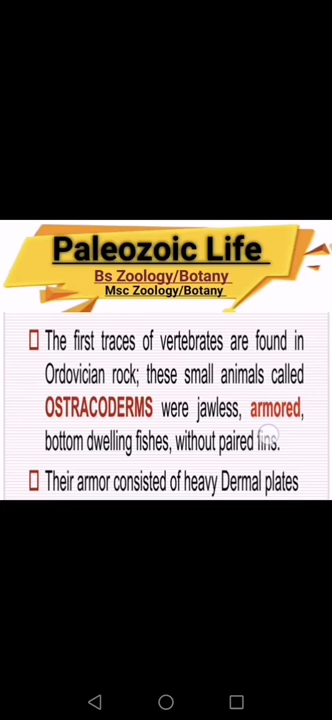 Paleozoic Life
Bs Zoology/Botany
Msc Zoology/Botany
The first traces of vertebrates are found in
Ordovician rock; these small animals called
OSTRACODERMS were jawless, armored,
bottom dwelling fishes, without paired fins.
Their armor consisted of heavy Dermal plates